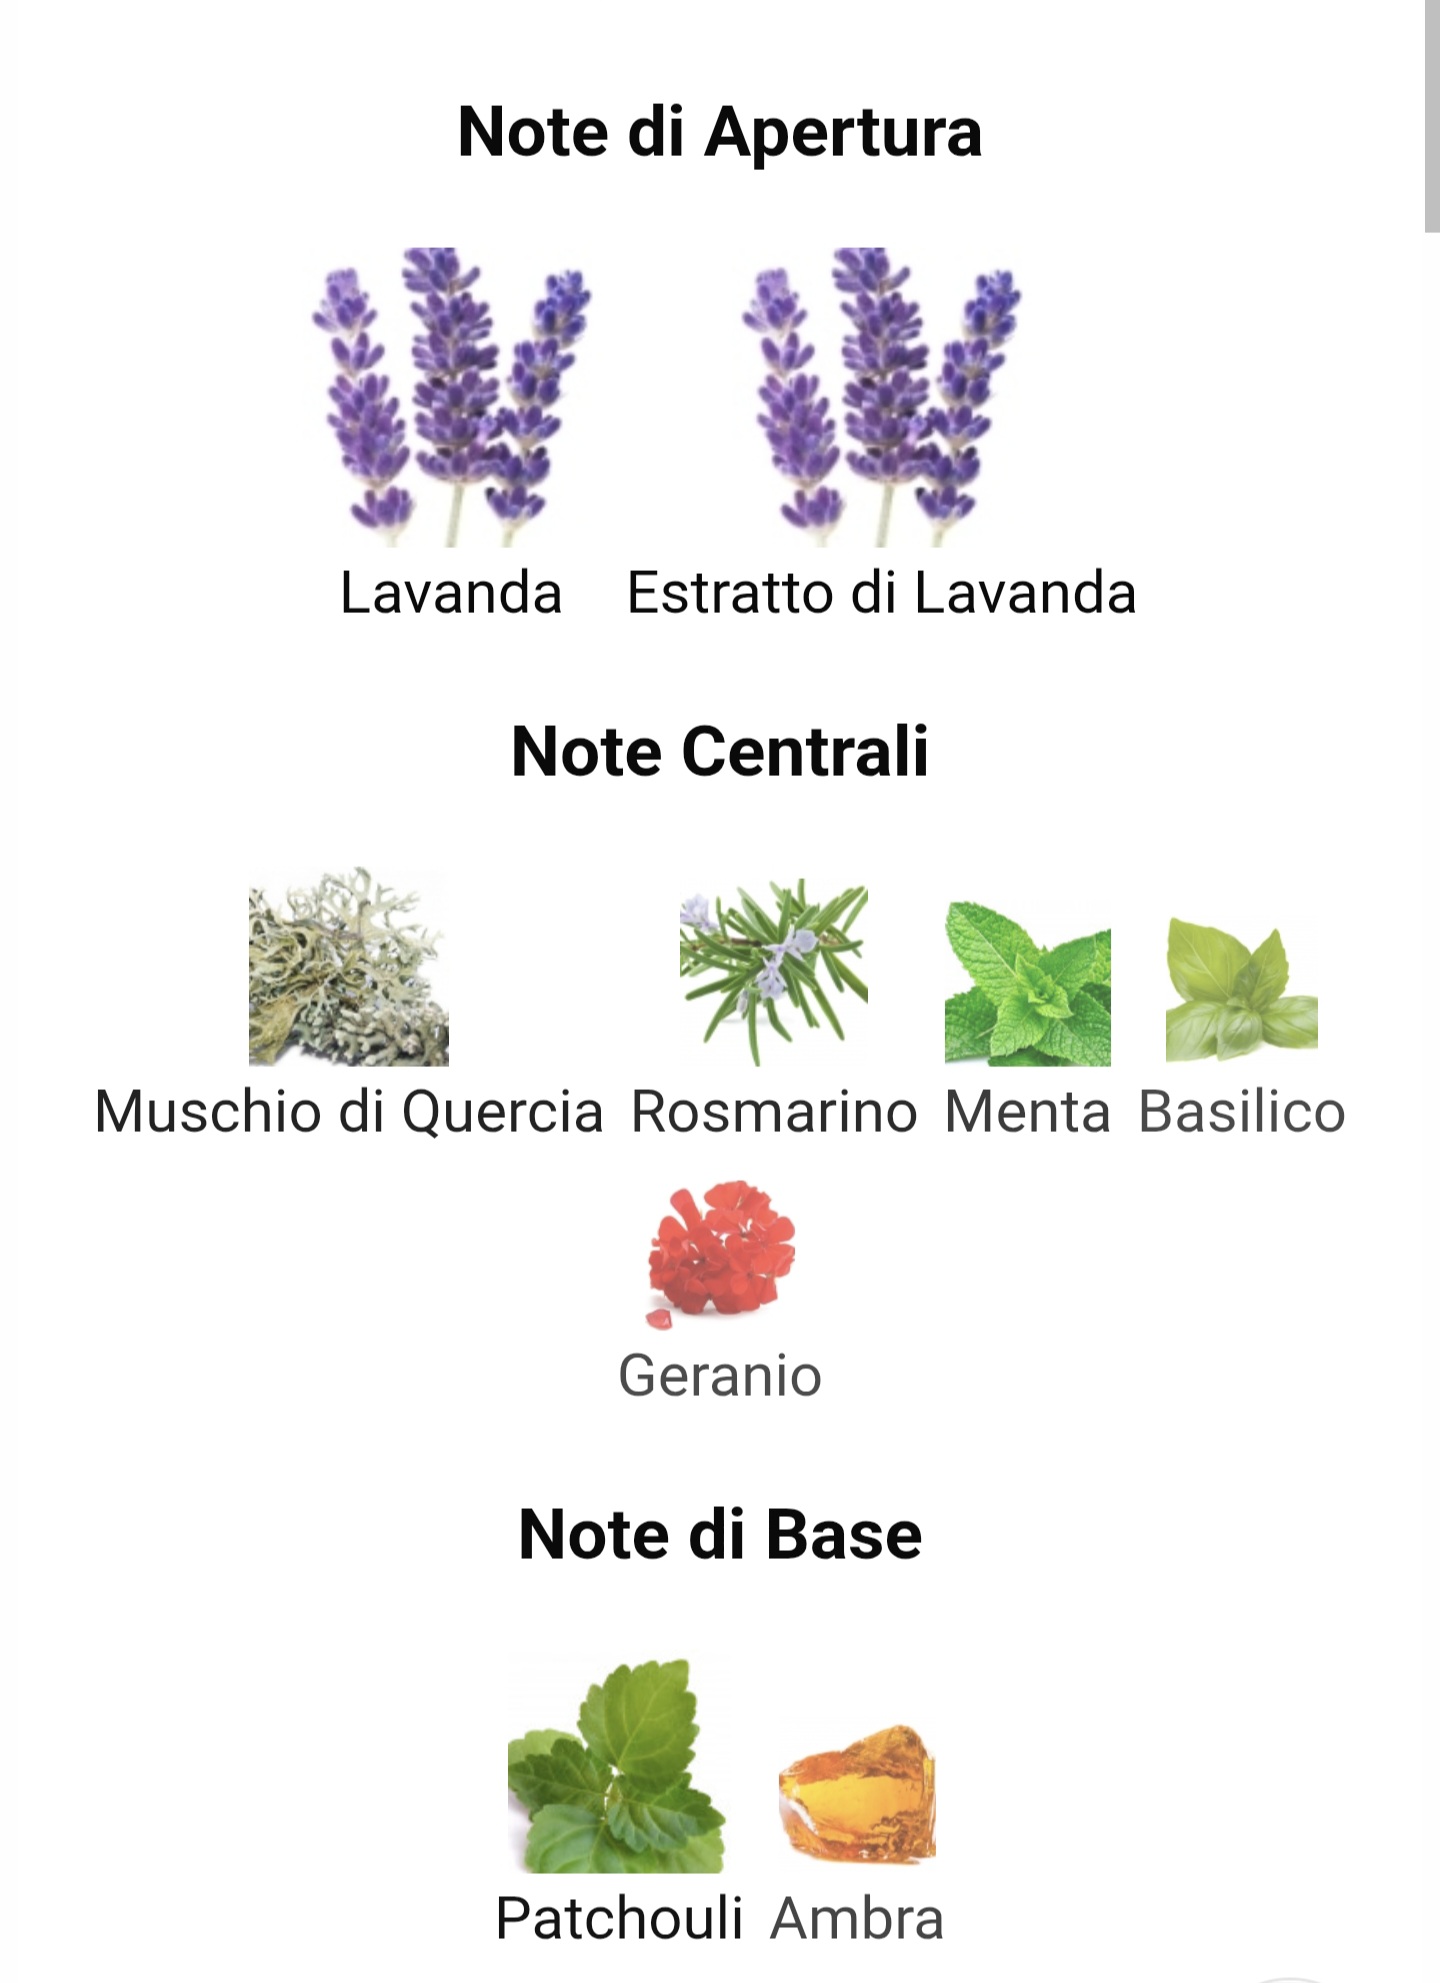 Note di Apertura
Lavanda Estratto di Lavanda
Note Centrali
Muschio di Quercia Rosmarino Menta Basilico
Geranio
Note di Base
Patchouli Ambra